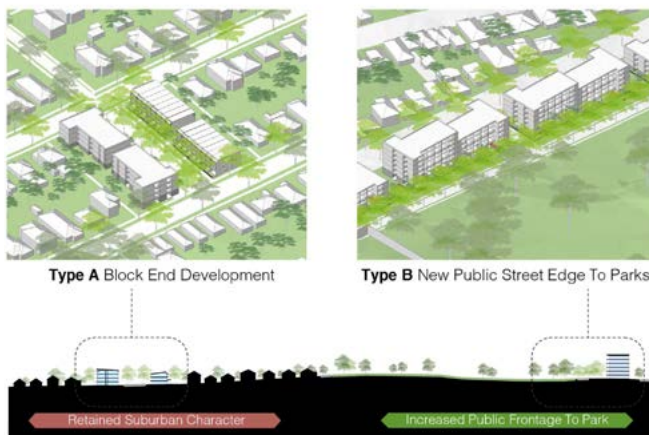 Type A Block End Development
Type B New Public Street Edge To Parks
Retained Suburban Character
Increased Public Frontage To Park